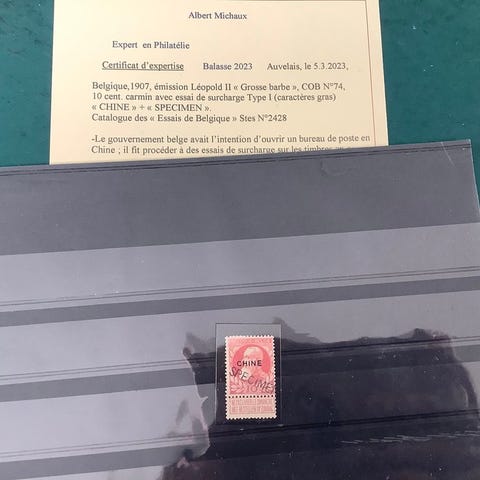 Albert Michaux
Expert en Philatélie
Certificat d'expertise Balasse 2023 Auvelais, le 5.3.2023,
Belgique,1907, émission Léopold II « Grosse barbe », COB N°74,
10 cent. carmin avec essai de surcharge Type I (caractères gras)
« CHINE » + « SPECIMEN ».
Catalogue des « Essais de Belgique » Stes N°2428
-Le gouvernement belge avait l'intention d'ouvrir un bureau de poste en
Chine ; il fit procéder à des essais de surcharge sur les timbres en
CHINE
SPECIMEN